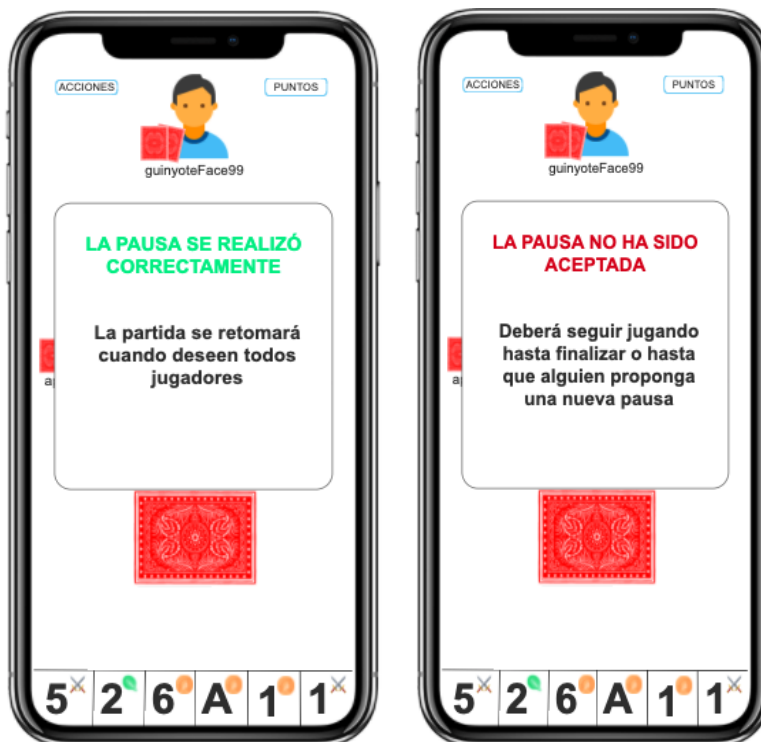 ACCIONES
PUNTOS
guinyoteFace99
LA PAUSA SE REALIZÓ
CORRECTAMENTE
La partida se retomará
cuando deseen todos
jugadores
5 2 6 A 1 1
ACCIONES
PUNTOS
guinyoteFace99
LA PAUSA NO HA SIDO
ACEPTADA
Deberá seguir jugando
hasta finalizar o hasta
que alguien proponga
una nueva pausa
5 2 6 A 1 1